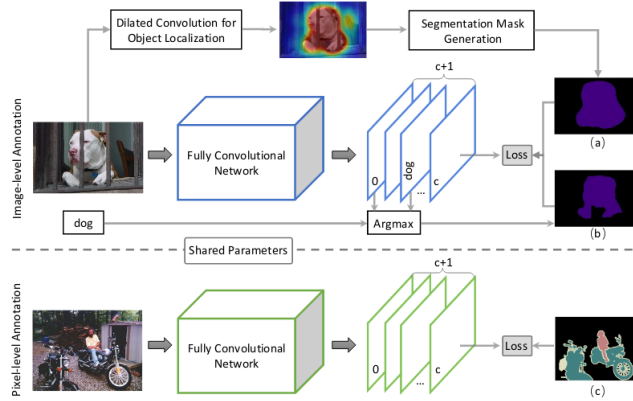 Dilated Convolution for
Object Localization
Segmentation Mask
Generation
Image-level Annotation
c+1
Fully Convolutional
Network
0
dog
...
c
Loss
(a)
dog
Argmax
(b)
Shared Parameters
Pixel-level Annotation
c+1
Fully Convolutional
Network
0
...
c
Loss
(c)